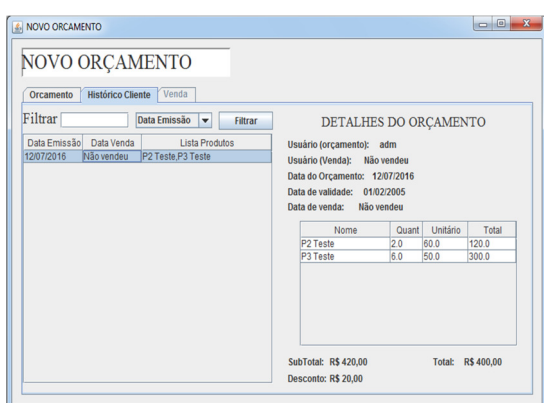 NOVO ORCAMENTO
NOVO ORÇAMENTO
Orcamento Histórico Cliente Venda
Filtrar Data Emissão Filtrar
Data Emissão Data Venda Lista Produtos
12/07/2016 Não vendeu P2 Teste,P3 Teste
DETALHES DO ORÇAMENTO
Usuário (orçamento): adm
Usuário (Venda): Não vendeu
Data do Orçamento: 12/07/2016
Data de validade: 01/02/2005
Data de venda: Não vendeu
Nome Quant Unitário Total
P2 Teste 2.0 60.0 120.0
P3 Teste 6.0 50.0 300.0
SubTotal: R$ 420,00 Total: R$ 400,00
Desconto: R$ 20,00